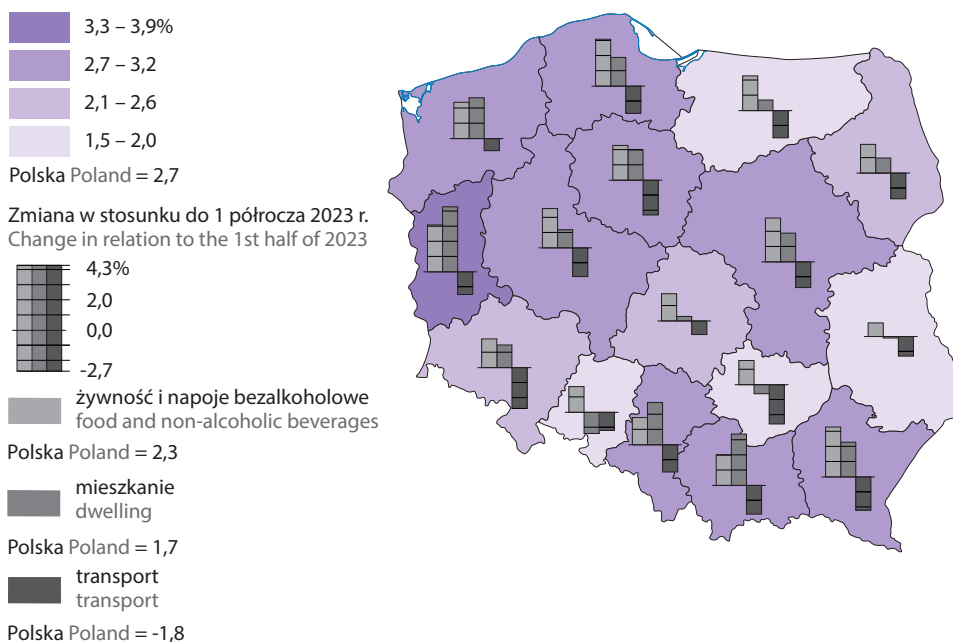 3,3 – 3,9%
2,7 – 3,2
2,1 – 2,6
1,5 – 2,0
Polska Poland = 2,7
Zmiana w stosunku do 1 półrocza 2023 r.
Change in relation to the 1st half of 2023
4,3%
2,0
0,0
-2,7
żywność i napoje bezalkoholowe
food and non-alcoholic beverages
Polska Poland = 2,3
mieszkanie
dwelling
Polska Poland = 1,7
transport
transport
Polska Poland = -1,8